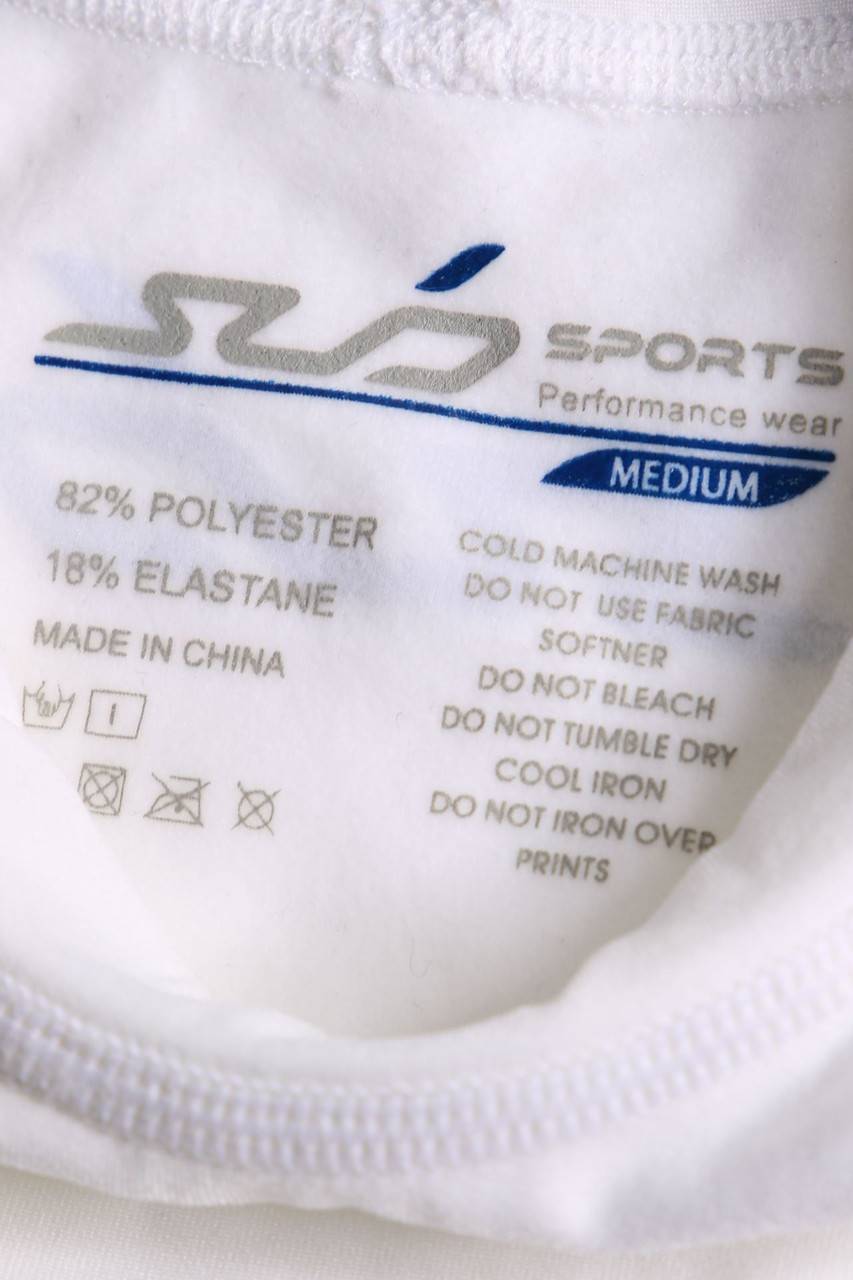 SUB SPORTS
Performance wear
MEDIUM
82% POLYESTER
18% ELASTANE
MADE IN CHINA
COLD MACHINE WASH
DO NOT USE FABRIC
SOFTNER
DO NOT BLEACH
DO NOT TUMBLE DRY
COOL IRON
DO NOT IRON OVER
PRINTS